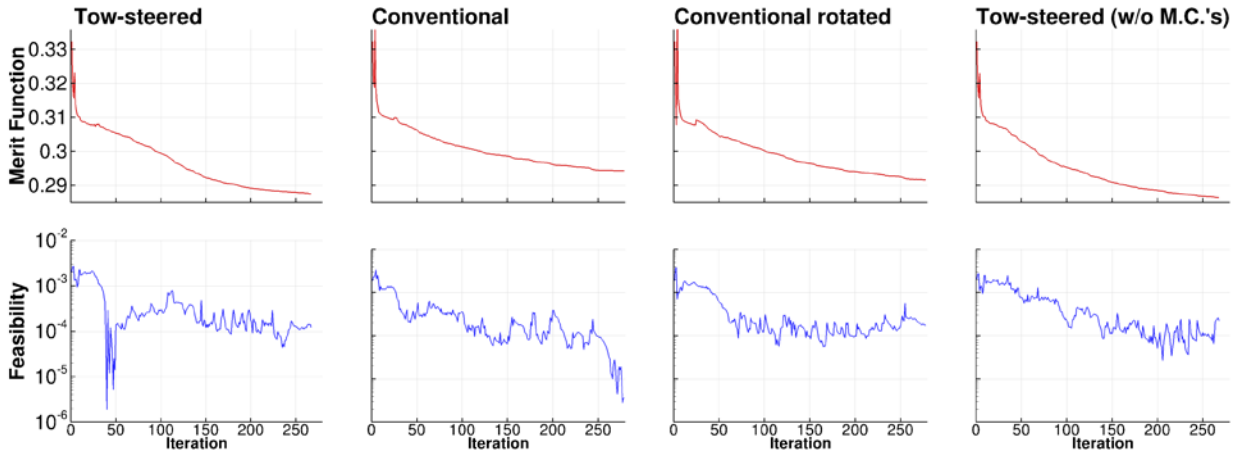 Tow-steered
Conventional
Conventional rotated
Tow-steered (w/o M.C.'s)
Merit Function
0.33
0.32
0.31
0.3
0.29
Feasibility
10^-2
10^-3
10^-4
10^-5
10^-6
0 50 100 150 200 250
0 50 100 150 200 250
0 50 100 150 200 250
0 50 100 150 200 250
Iteration
Iteration
Iteration
Iteration